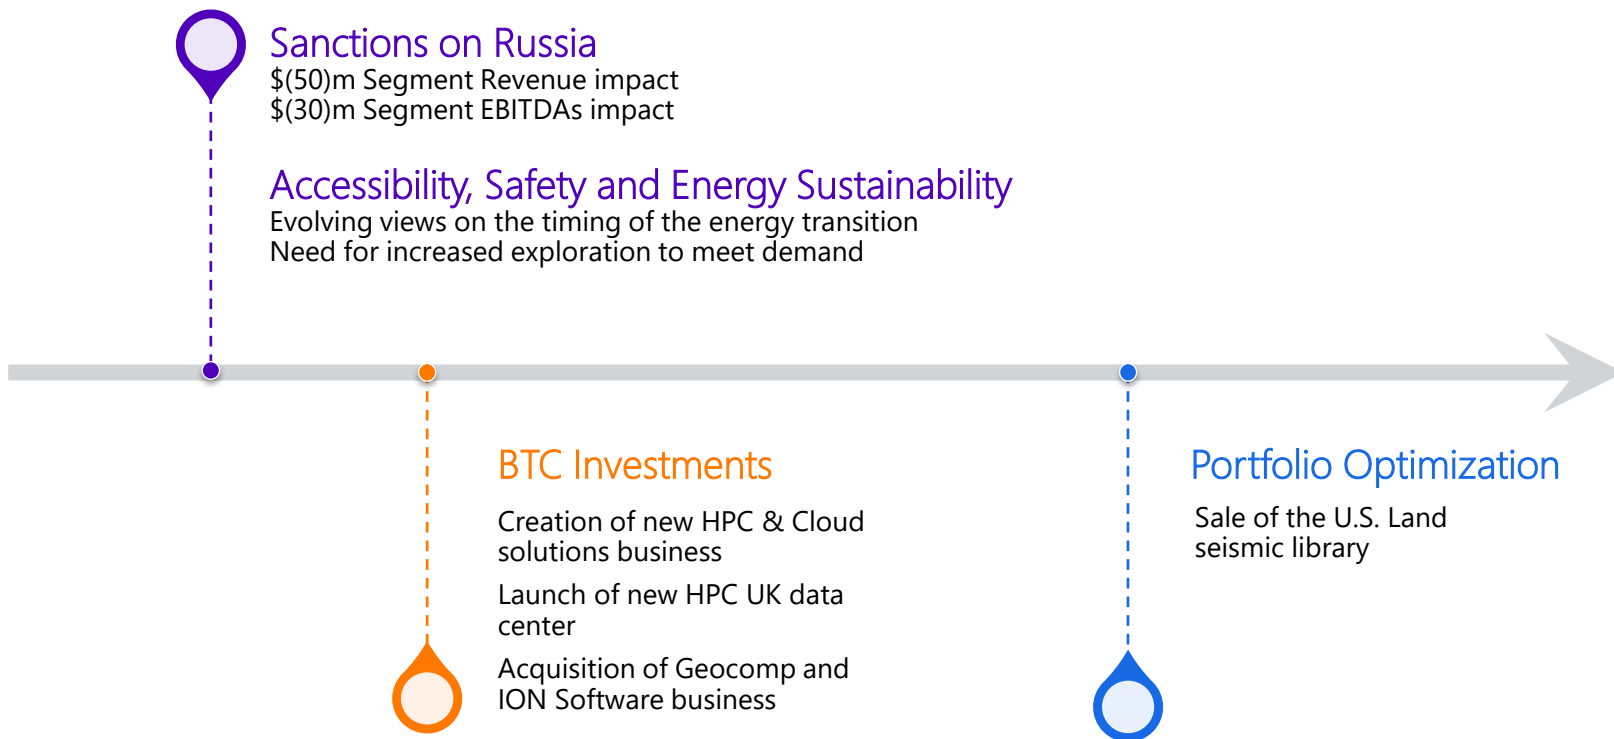 Sanctions on Russia
$(50)m Segment Revenue impact
$(30)m Segment EBITDAs impact
Accessibility, Safety and Energy Sustainability
Evolving views on the timing of the energy transition
Need for increased exploration to meet demand
BTC Investments
Creation of new HPC & Cloud
solutions business
Launch of new HPC UK data
center
Acquisition of Geocomp and
ION Software business
Portfolio Optimization
Sale of the U.S. Land
seismic library